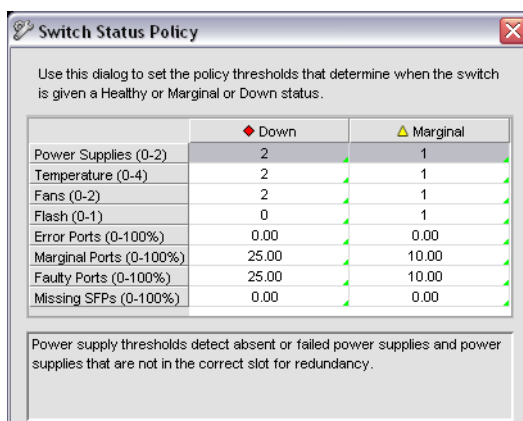 Switch Status Policy
Use this dialog to set the policy thresholds that determine when the switch
is given a Healthy or Marginal or Down status.
Down Marginal
Power Supplies (0-2) 2 1
Temperature (0-4) 2 1
Fans (0-2) 2 1
Flash (0-1) 0 1
Error Ports (0-100%) 0.00 0.00
Marginal Ports (0-100%) 25.00 10.00
Faulty Ports (0-100%) 25.00 10.00
Missing SFPs (0-100%) 0.00 0.00
Power supply thresholds detect absent or failed power supplies and power
supplies that are not in the correct slot for redundancy.